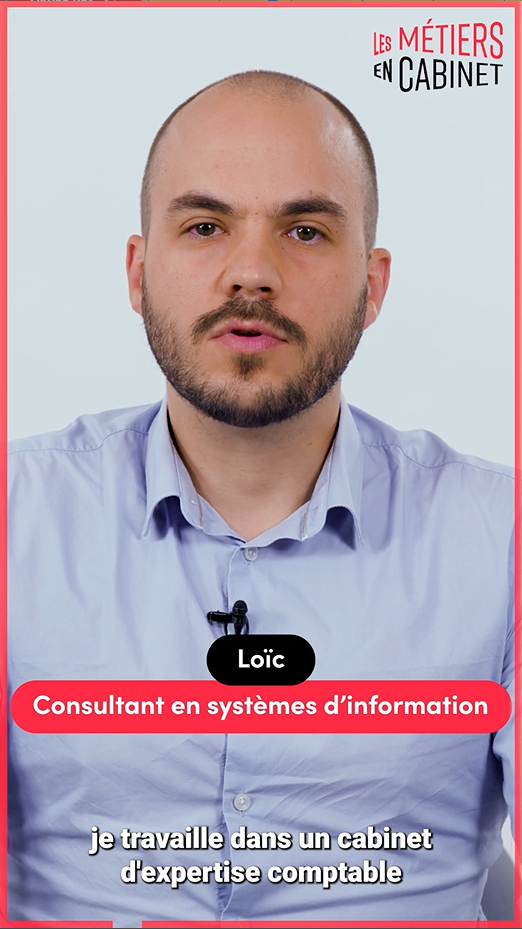 LES MÉTIERS
EN CABINET
Loïc
Consultant en systèmes d’information
je travaille dans un cabinet
d'expertise comptable